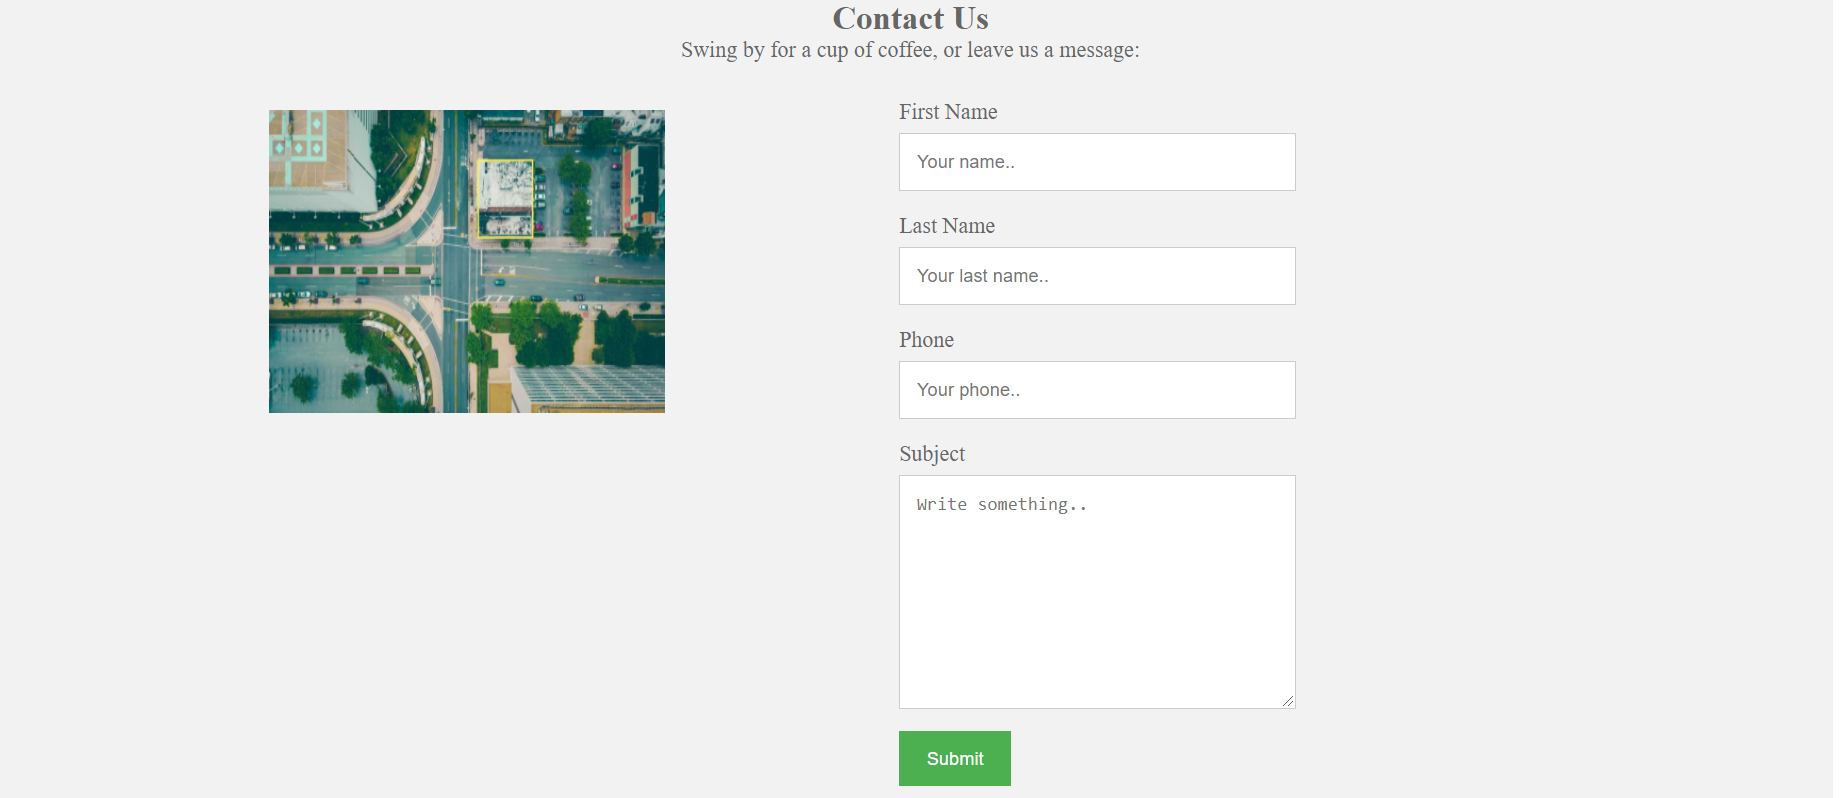 Contact Us
Swing by for a cup of coffee, or leave us a message:
First Name
Your name..
Last Name
Your last name..
Phone
Your phone..
Subject
Write something..
Submit